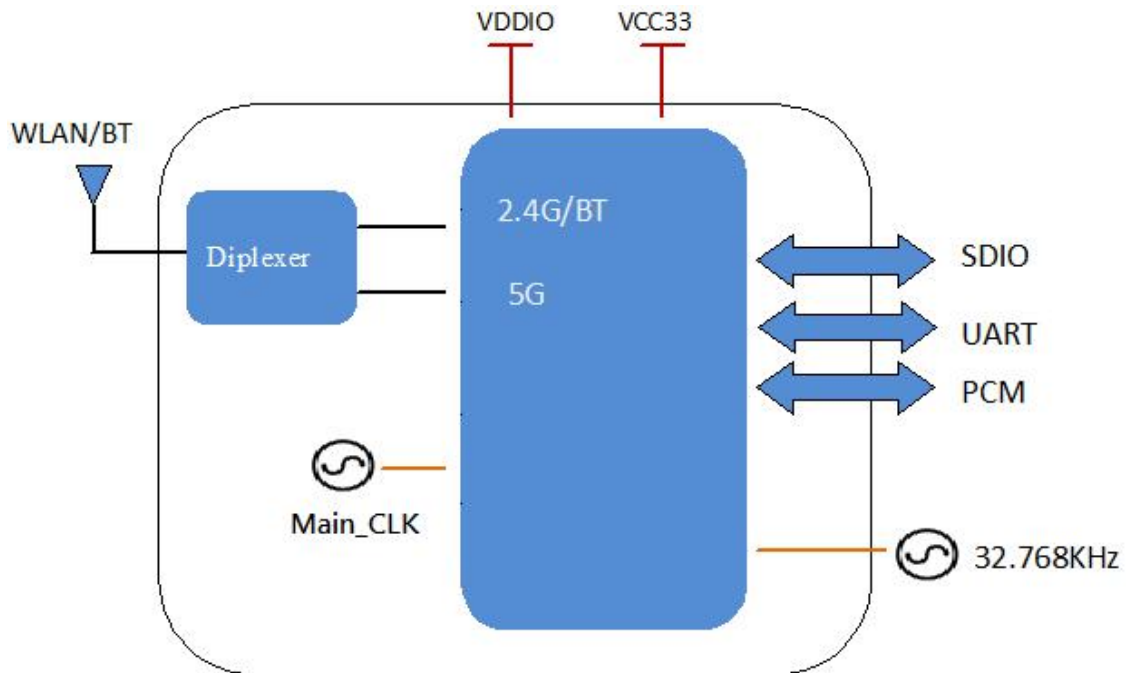 VDDIO
VCC33
WLAN/BT
2.4G/BT
Diplexer
SDIO
5G
UART
PCM
Main_CLK
32.768KHz